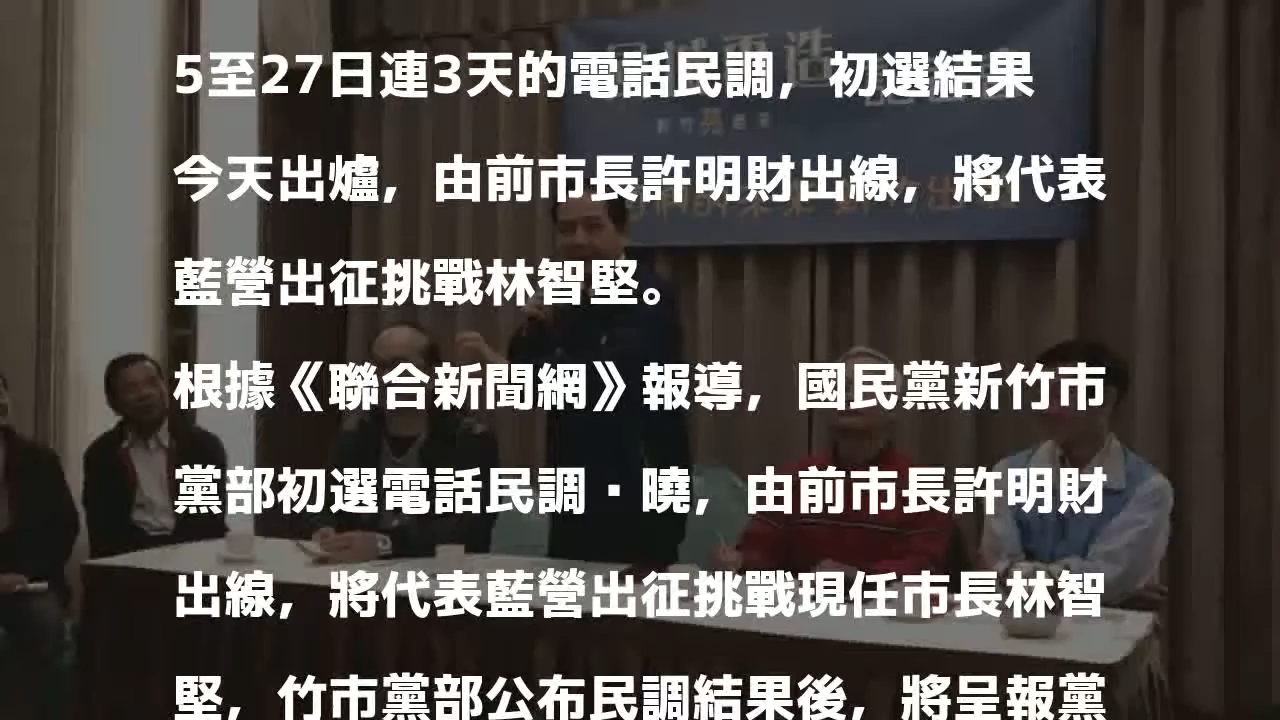 5至27日連3天的電話民調，初選結果
今天出爐，由前市長許明財出線，將代表
藍營出征挑戰林智堅。
根據《聯合新聞網》報導，國民黨新竹市
黨部初選電話民調·曉，由前市長許明財
出線，將代表藍營出征挑戰現任市長林智
堅，竹市黨部公布民調結果後，將呈報黨